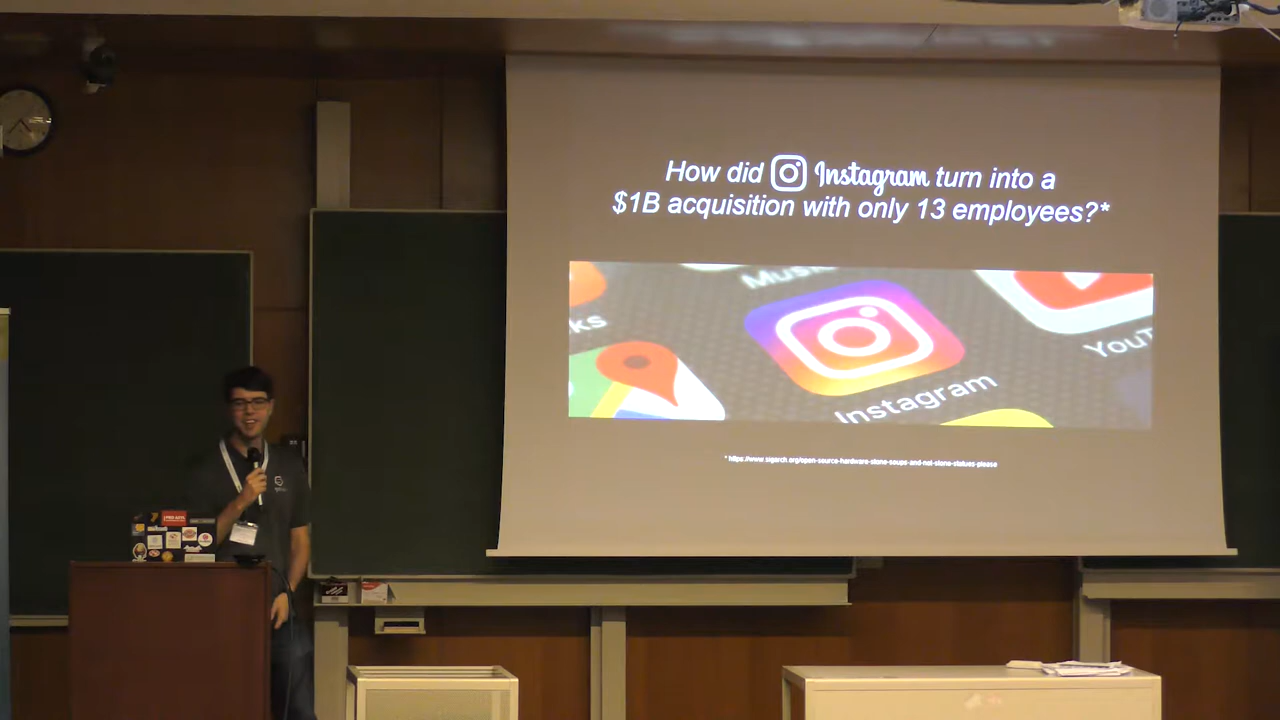 How did Instagram turn into a
$1B acquisition with only 13 employees?*
Music
ks
YouT
Instagram
* https://www.sigarch.org/open-source-hardware-stone-soups-and-not-stone-statues-please